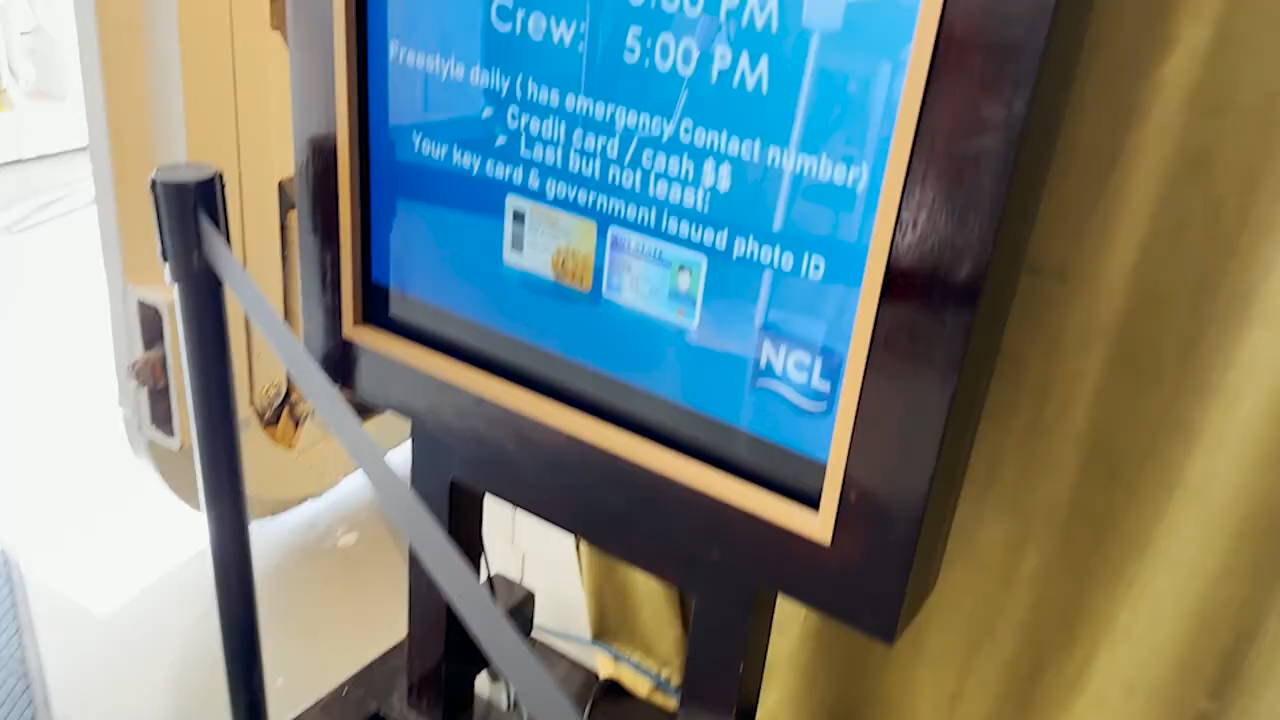 PM
Crew:
5:00 PM
Freestyle daily ( has emergency Contact number)
Credit card / cash $$
Last but not least:
Your key card & government issued photo ID
NCL